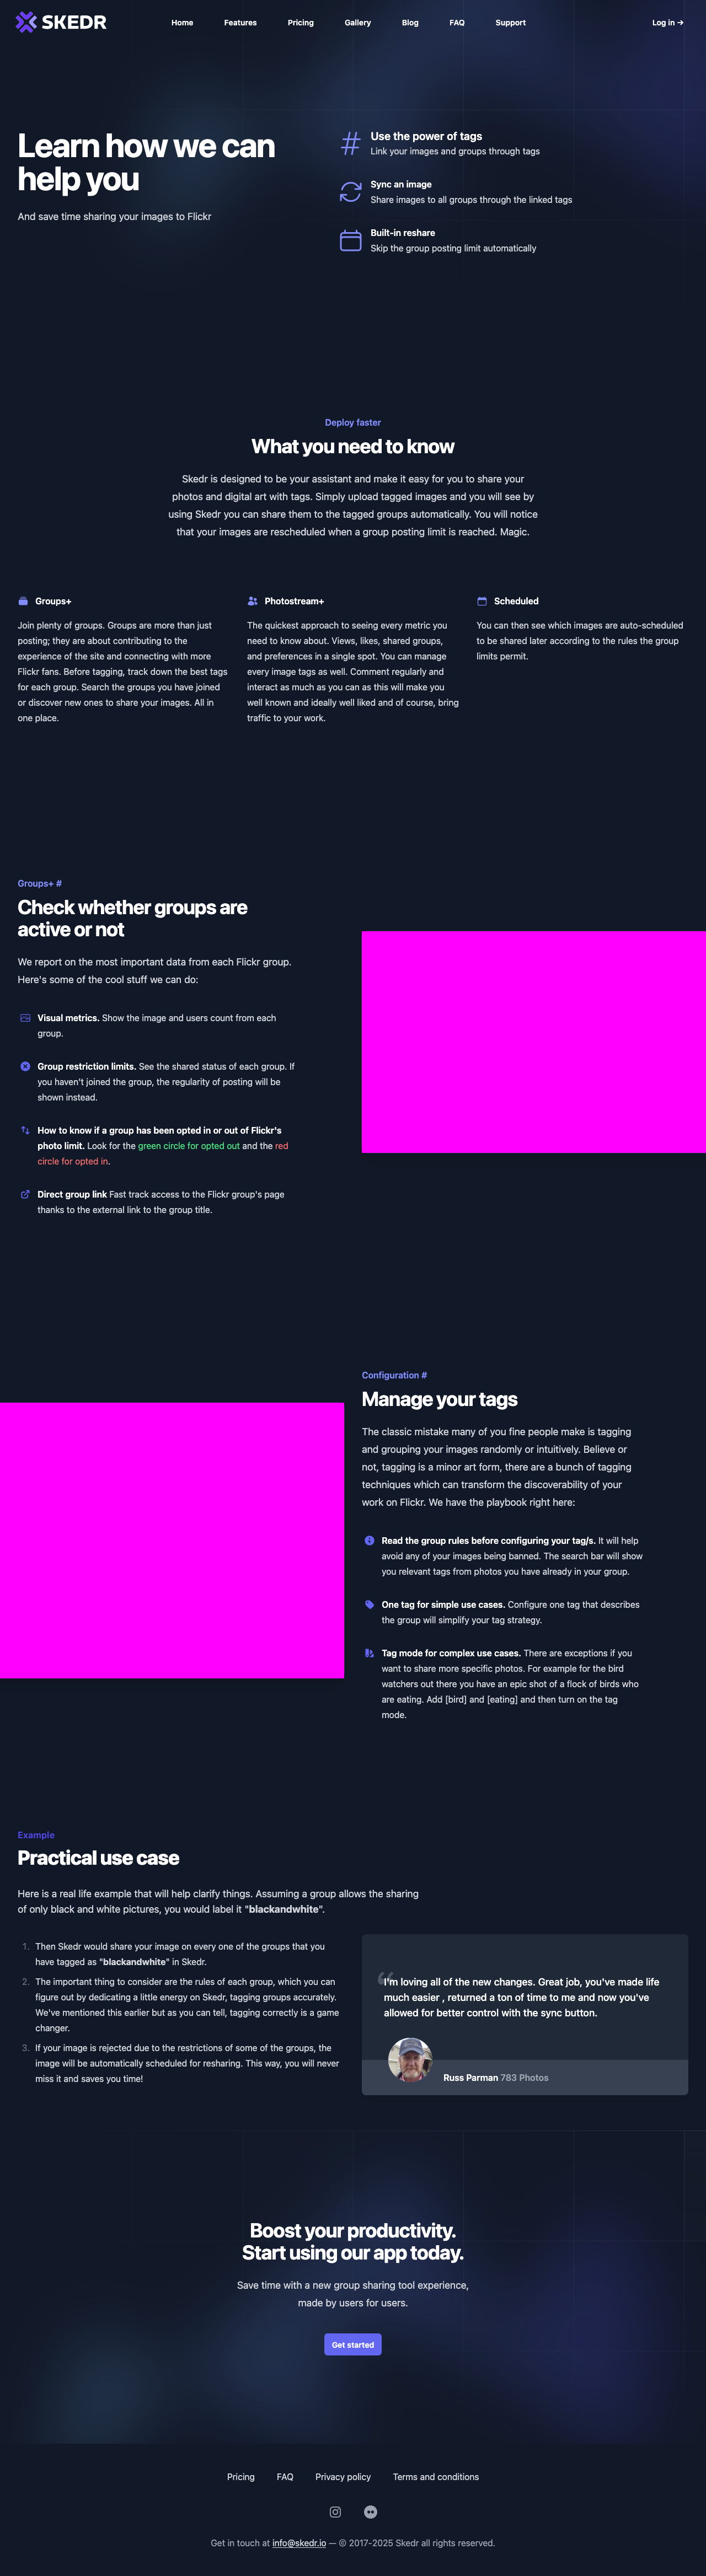 SKEDR
Home Features Pricing Gallery Blog FAQ Support Log in →
Learn how we can
help you
And save time sharing your images to Flickr
Use the power of tags
Link your images and groups through tags
Sync an image
Share images to all groups through the linked tags
Built-in reshare
Skip the group posting limit automatically
Deploy faster
What you need to know
Skedr is designed to be your assistant and make it easy for you to share your
photos and digital art with tags. Simply upload tagged images and you will see by
using Skedr you can share them to the tagged groups automatically. You will notice
that your images are rescheduled when a group posting limit is reached. Magic.
Groups+
Join plenty of groups. Groups are more than just
posting; they are about contributing to the
experience of the site and connecting with more
Flickr fans. Before tagging, track down the best tags
for each group. Search the groups you have joined
or discover new ones to share your images. All in
one place.
Photostream+
The quickest approach to seeing every metric you
need to know about. Views, likes, shared groups,
and preferences in a single spot. You can manage
every image tags as well. Comment regularly and
interact as much as you can as this will make you
well known and ideally well liked and of course, bring
traffic to your work.
Scheduled
You can then see which images are auto-scheduled
to be shared later according to the rules the group
limits permit.
Groups+ #
Check whether groups are
active or not
We report on the most important data from each Flickr group.
Here's some of the cool stuff we can do:
Visual metrics. Show the image and users count from each
group.
Group restriction limits. See the shared status of each group. If
you haven't joined the group, the regularity of posting will be
shown instead.
How to know if a group has been opted in or out of Flickr's
photo limit. Look for the green circle for opted out and the red
circle for opted in.
Direct group link Fast track access to the Flickr group's page
thanks to the external link to the group title.
Configuration #
Manage your tags
The classic mistake many of you fine people make is tagging
and grouping your images randomly or intuitively. Believe or
not, tagging is a minor art form, there are a bunch of tagging
techniques which can transform the discoverability of your
work on Flickr. We have the playbook right here:
Read the group rules before configuring your tag/s. It will help
avoid any of your images being banned. The search bar will show
you relevant tags from photos you have already in your group.
One tag for simple use cases. Configure one tag that describes
the group will simplify your tag strategy.
Tag mode for complex use cases. There are exceptions if you
want to share more specific photos. For example for the bird
watchers out there you have an epic shot of a flock of birds who
are eating. Add [bird] and [eating] and then turn on the tag
mode.
Example
Practical use case
Here is a real life example that will help clarify things. Assuming a group allows the sharing
of only black and white pictures, you would label it "blackandwhite".
1. Then Skedr would share your image on every one of the groups that you
have tagged as "blackandwhite" in Skedr.
2. The important thing to consider are the rules of each group, which you can
figure out by dedicating a little energy on Skedr, tagging groups accurately.
We've mentioned this earlier but as you can tell, tagging correctly is a game
changer.
3. If your image is rejected due to the restrictions of some of the groups, the
image will be automatically scheduled for resharing. This way, you will never
miss it and saves you time!
I'm loving all of the new changes. Great job, you've made life
much easier , returned a ton of time to me and now you've
allowed for better control with the sync button.
Russ Parman 783 Photos
Boost your productivity.
Start using our app today.
Save time with a new group sharing tool experience,
made by users for users.
Get started
Pricing FAQ Privacy policy Terms and conditions
Get in touch at info@skedr.io — © 2017-2025 Skedr all rights reserved.